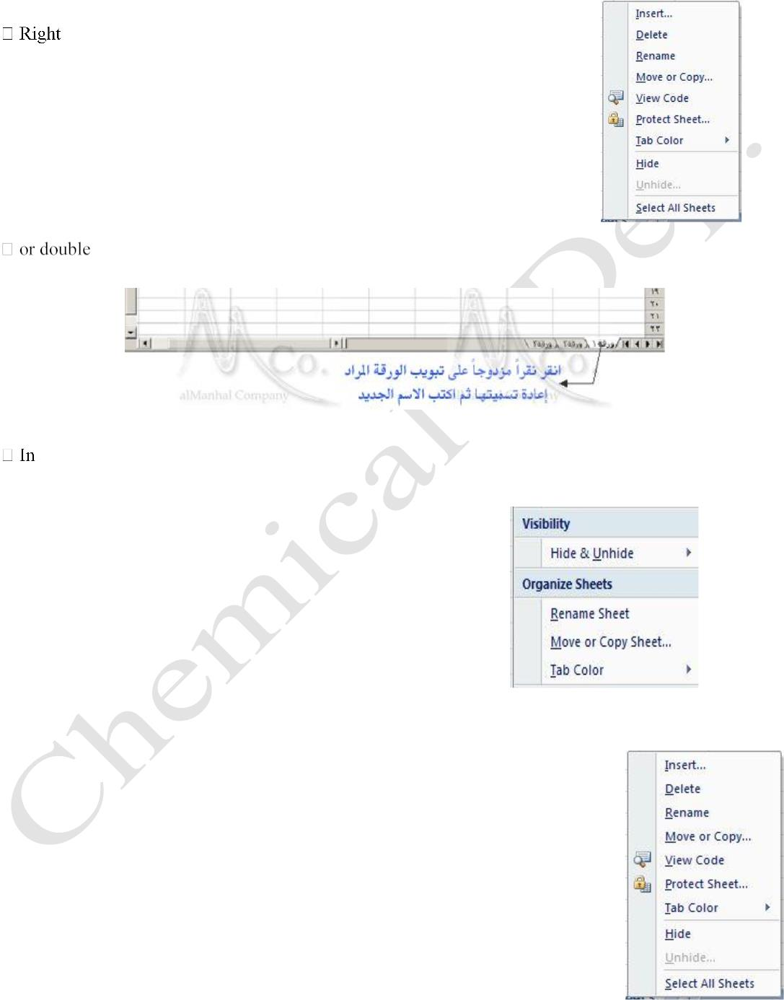 Insert...
□ Right
Delete
Rename
Move or Copy...
View Code
Protect Sheet...
Tab Color
Hide
Unhide...
Select All Sheets
□ or double
١٩
٢٠
٢١
٢٢
ورقة١ ورقة٢ ورقة٣
انقر نقراً مزدوجاً على تبويب الورقة المراد
إعادة تسميتها ثم اكتب الاسم الجديد
Co. Co.
alManhal Company
□ In
Visibility
Hide & Unhide
Organize Sheets
Rename Sheet
Move or Copy Sheet...
Tab Color
Insert...
Delete
Rename
Move or Copy...
View Code
Protect Sheet...
Tab Color
Hide
Unhide...
Select All Sheets
Chemical Dep.